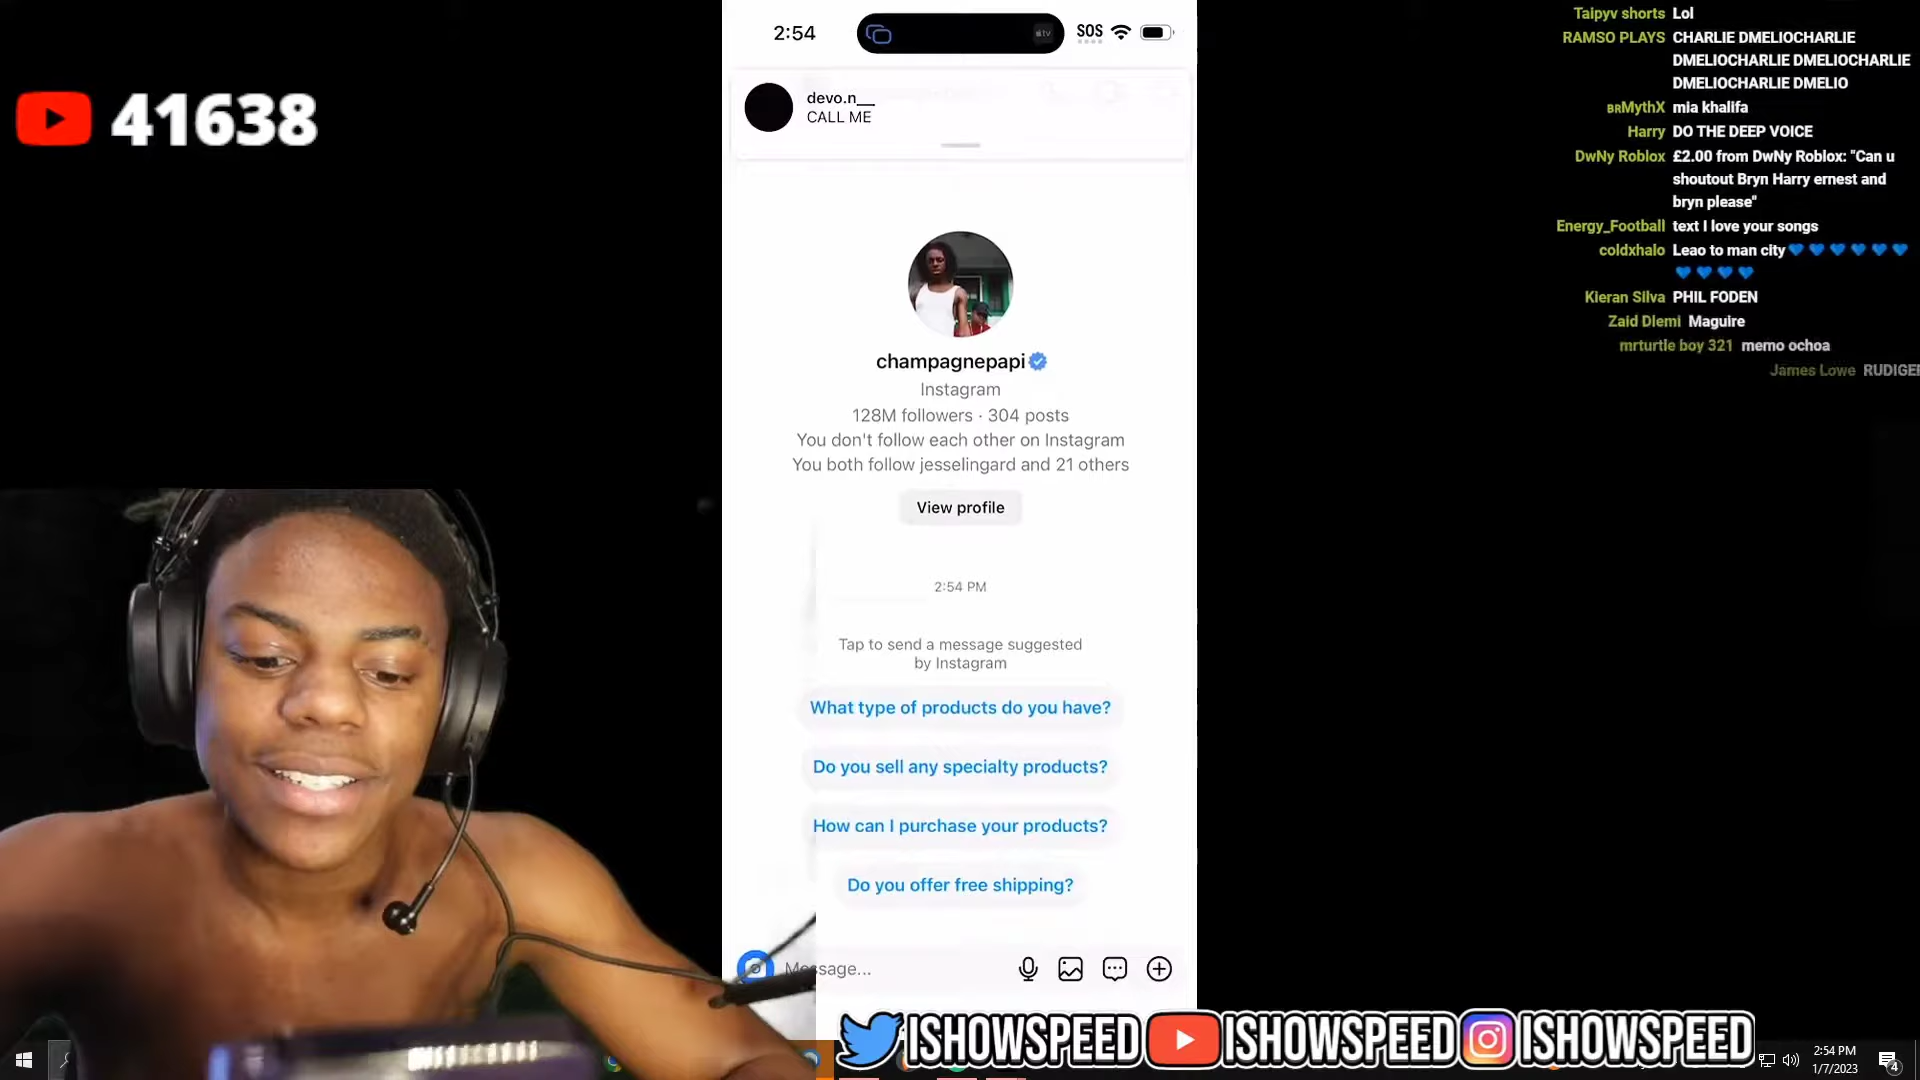 41638
2:54
tv
SOS
devo.n__
CALL ME
champagnepapi
Instagram
128M followers · 304 posts
You don't follow each other on Instagram
You both follow jesselingard and 21 others
View profile
2:54 PM
Tap to send a message suggested
by Instagram
What type of products do you have?
Do you sell any specialty products?
How can I purchase your products?
Do you offer free shipping?
Message...
Taipyv shorts Lol
RAMSO PLAYS CHARLIE DMELIOCHARLIE
DMELIOCHARLIE DMELIOCHARLIE
DMELIOCHARLIE DMELIO
BRMythX mia khalifa
Harry DO THE DEEP VOICE
DwNy Roblox £2.00 from DwNy Roblox: "Can u
shoutout Bryn Harry ernest and
bryn please"
Energy_Football text I love your songs
coldxhalo Leao to man city💙💙💙💙💙💙
💙💙💙💙
Kieran Silva PHIL FODEN
Zaid Dlemi Maguire
mrturtle boy 321 memo ochoa
James Lowe RUDIGER
ISHOWSPEED ISHOWSPEED ISHOWSPEED
2:54 PM
1/7/2023
4